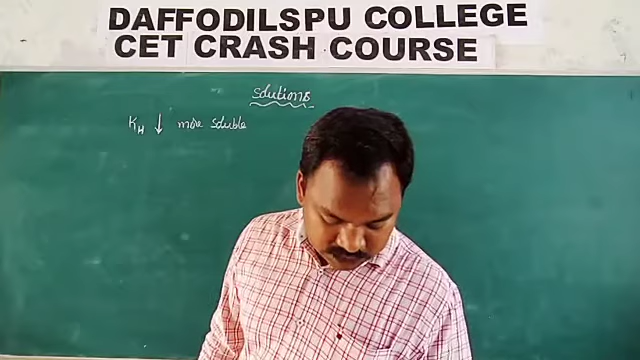 DAFFODILSPU COLLEGE
CET CRASH COURSE
Solutions
KH ↓ more soluble